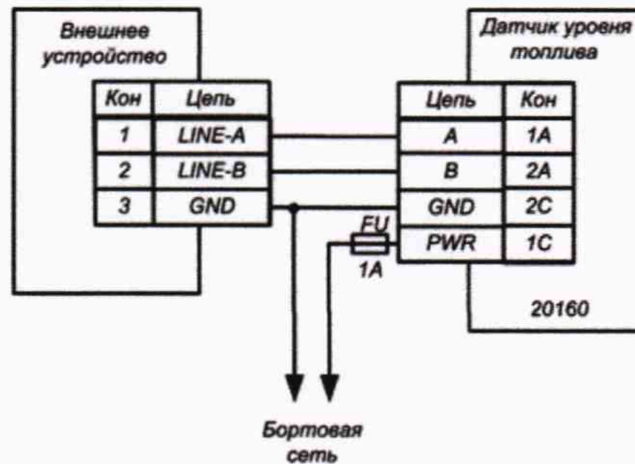 Внешнее
устройство
Кон Цепь
1 LINE-A
2 LINE-B
3 GND
Датчик уровня
топлива
Цепь Кон
A 1A
B 2A
GND 2C
PWR 1C
FU
1A
20160
Бортовая
сеть